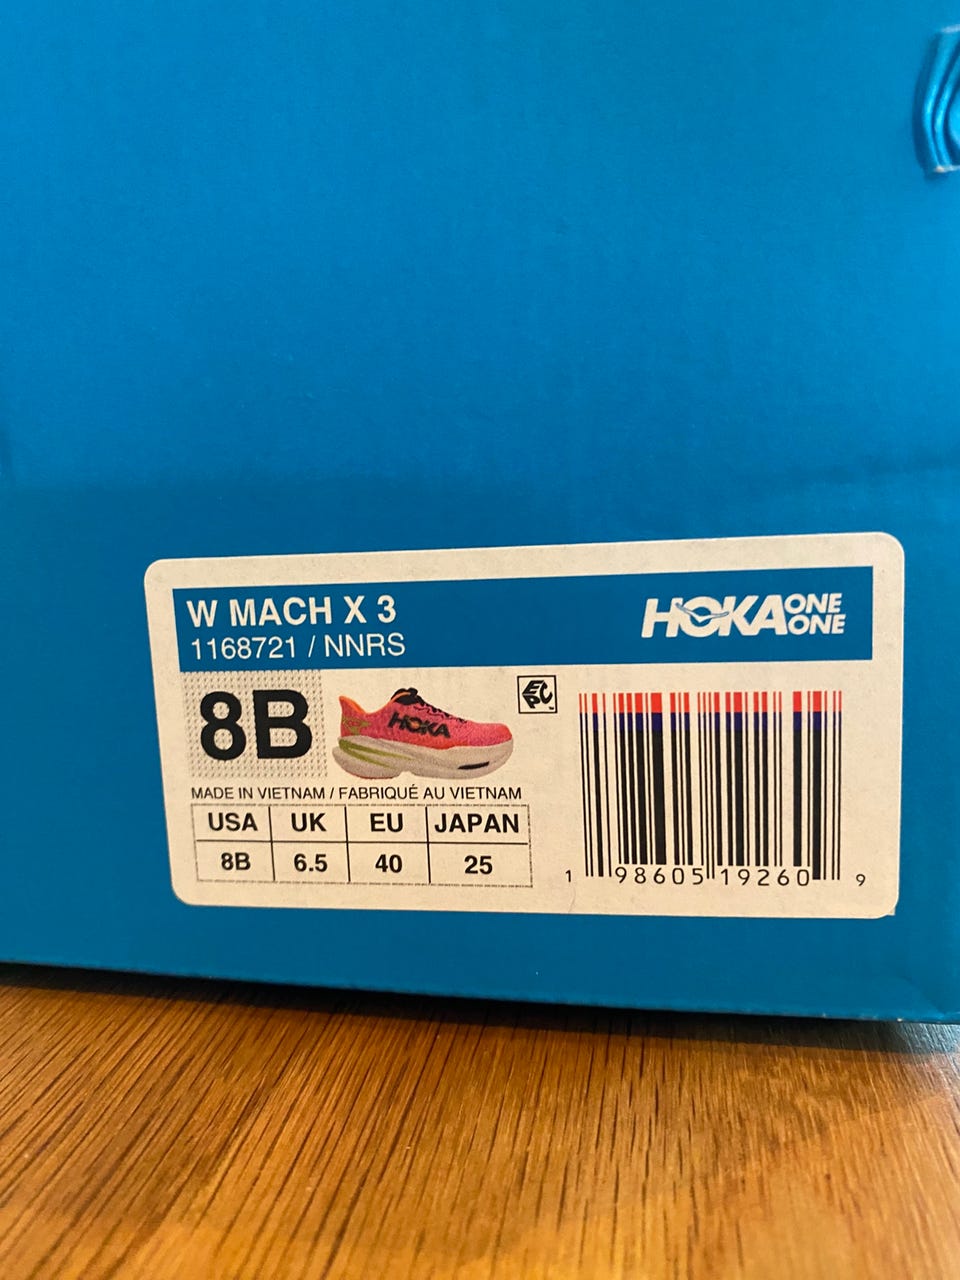 W MACH X 3
1168721 / NNRS
HOKA ONE ONE
8B
HOKA
EPC
MADE IN VIETNAM / FABRIQUÉ AU VIETNAM
USA UK EU JAPAN
8B 6.5 40 25
1 98605 19260 9